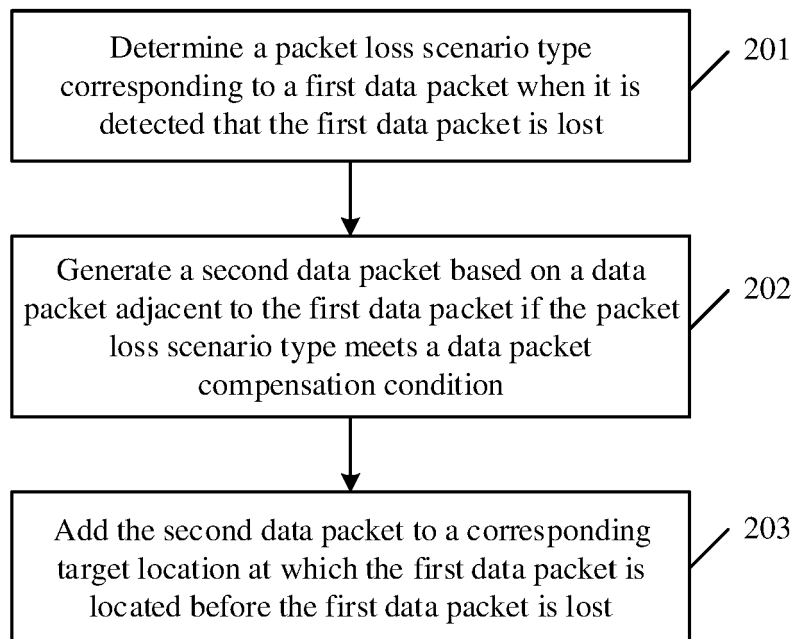 Determine a packet loss scenario type
corresponding to a first data packet when it is
detected that the first data packet is lost
201
Generate a second data packet based on a data
packet adjacent to the first data packet if the packet
loss scenario type meets a data packet
compensation condition
202
Add the second data packet to a corresponding
target location at which the first data packet is
located before the first data packet is lost
203